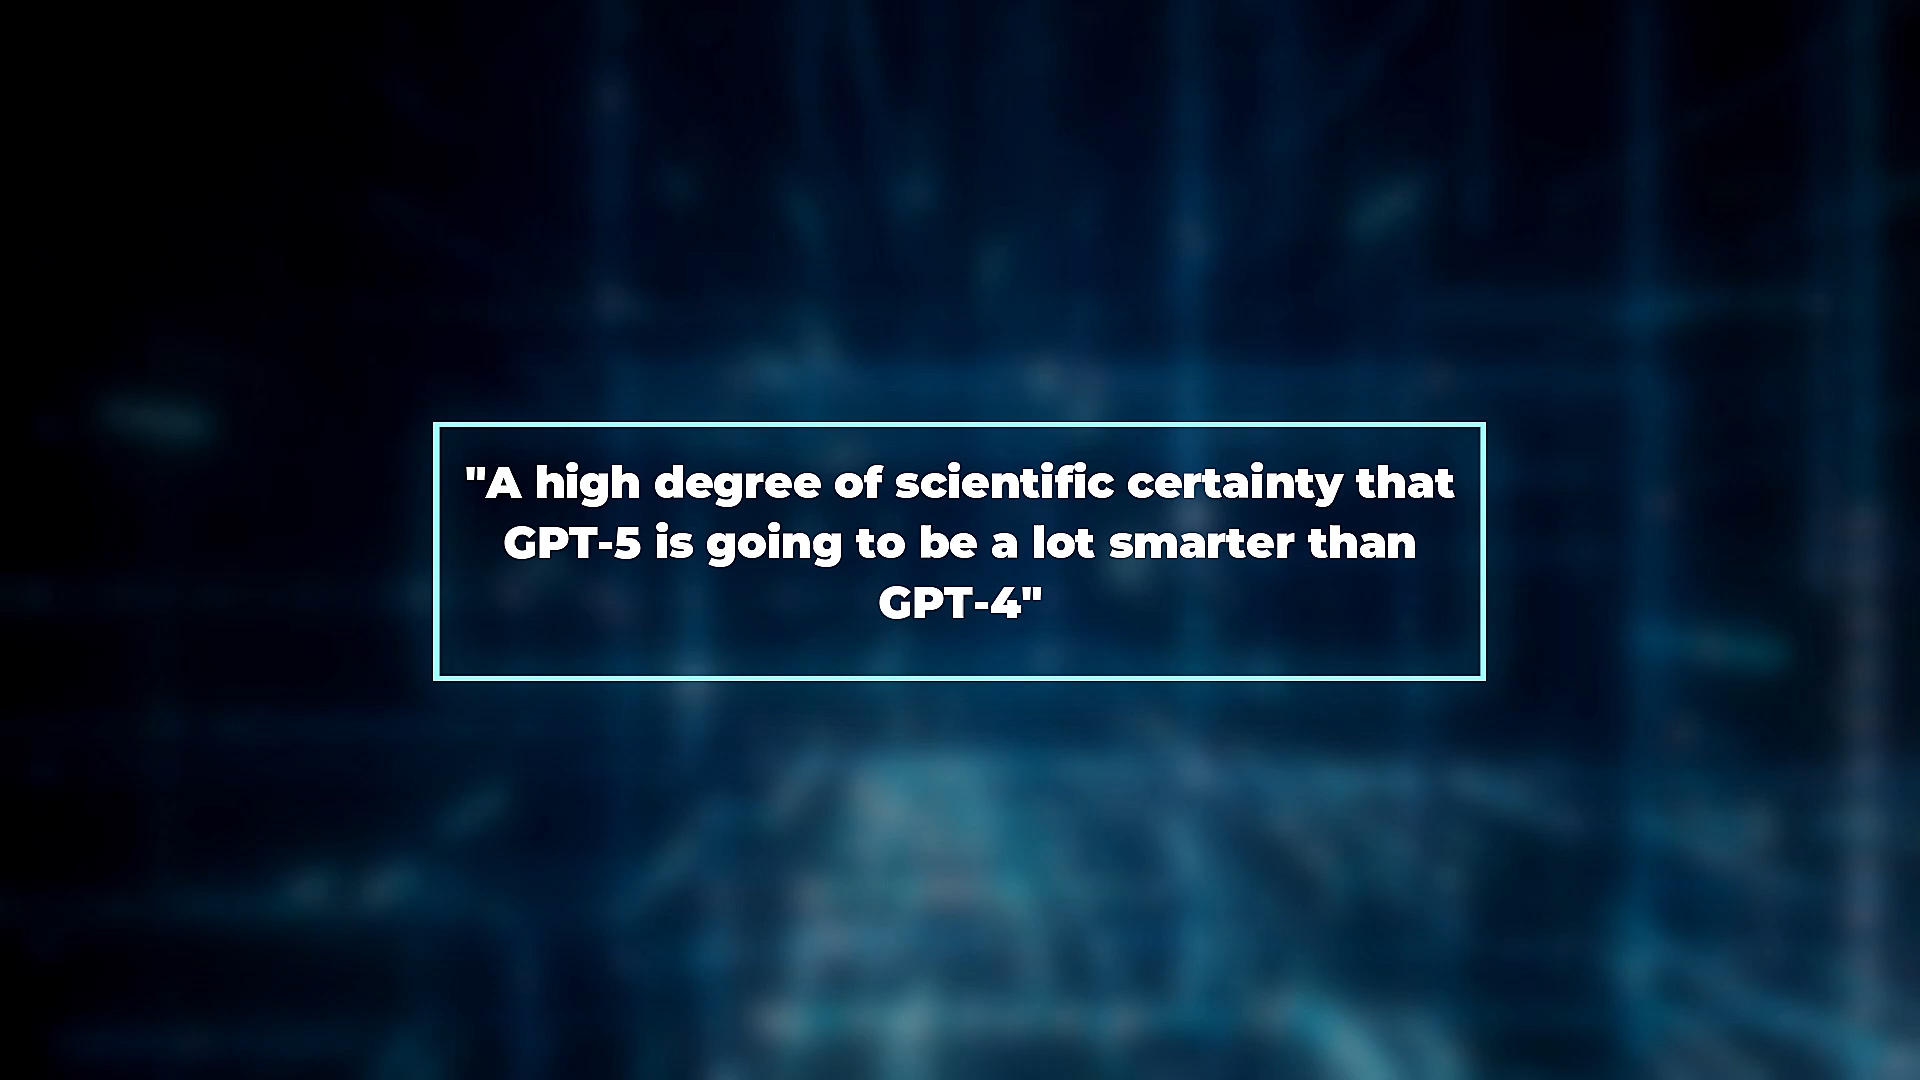 "A high degree of scientific certainty that
GPT-5 is going to be a lot smarter than
GPT-4"